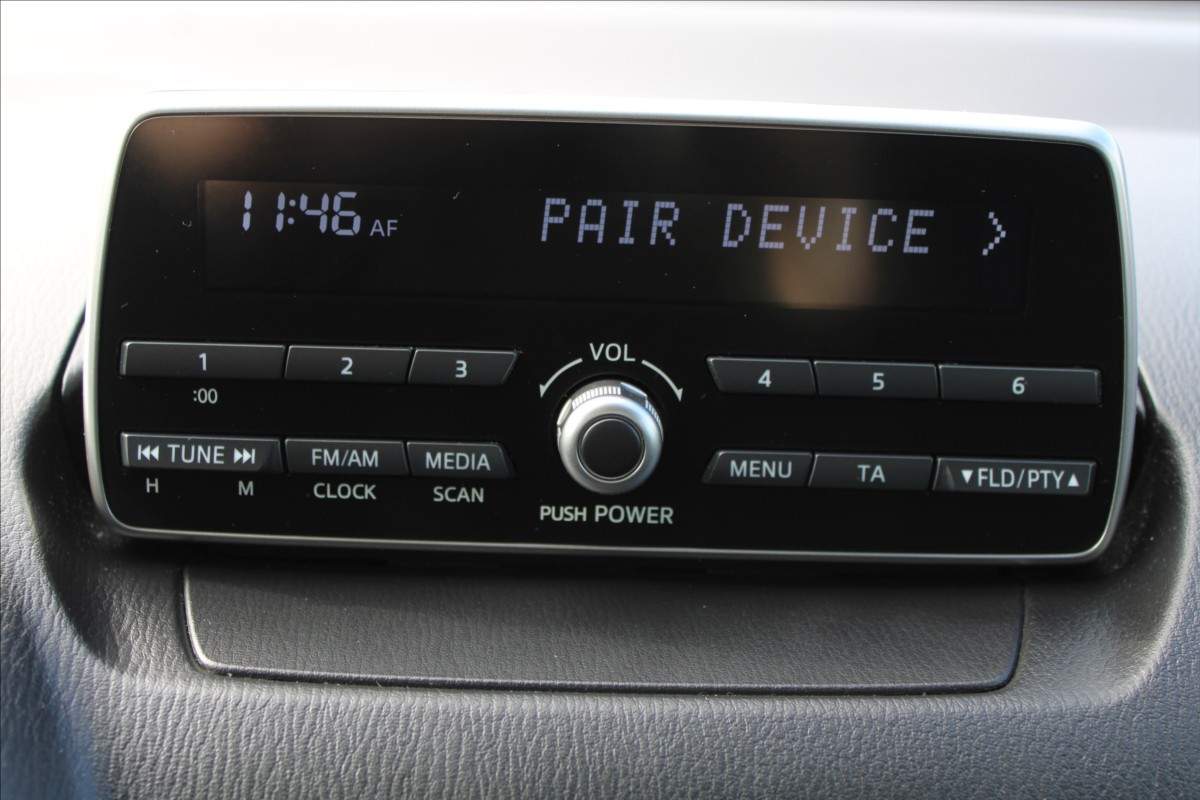 11:46 AF PAIR DEVICE >
VOL
1 2 3 4 5 6
:00
⏮ TUNE ⏭ FM/AM MEDIA MENU TA ▼FLD/PTY▲
H M CLOCK SCAN
PUSH POWER